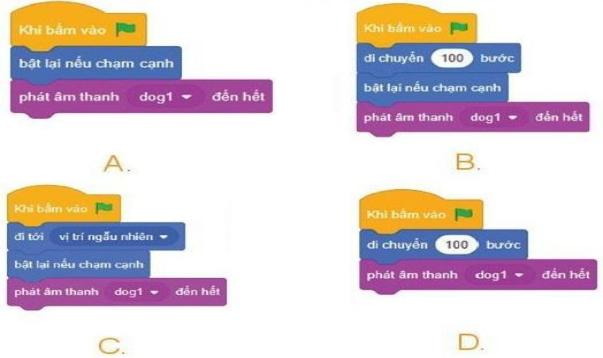 Khi bấm vào
bật lại nếu chạm cạnh
phát âm thanh dog1 đến hết
A.
Khi bấm vào
di chuyển 100 bước
bật lại nếu chạm cạnh
phát âm thanh dog1 đến hết
B.
Khi bấm vào
đi tới vị trí ngẫu nhiên
bật lại nếu chạm cạnh
phát âm thanh dog1 đến hết
C.
Khi bấm vào
di chuyển 100 bước
phát âm thanh dog1 đến hết
D.